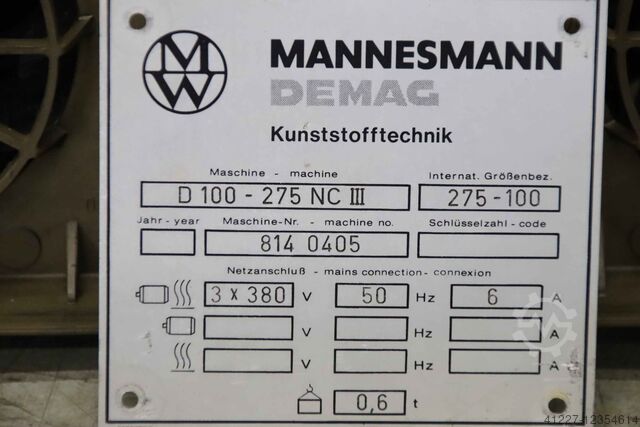 MW
MANNESMANN
DEMAG
Kunststofftechnik
Maschine - machine Internat. Größenbez.
D 100 - 275 NC III 275-100
Jahr - year Maschine-Nr. - machine no. Schlüsselzahl - code
814 0405
Netzanschluß - mains connection - connexion
3 x 380 V 50 Hz 6 A
V Hz A
V Hz A
0,6 t
41227-12354614